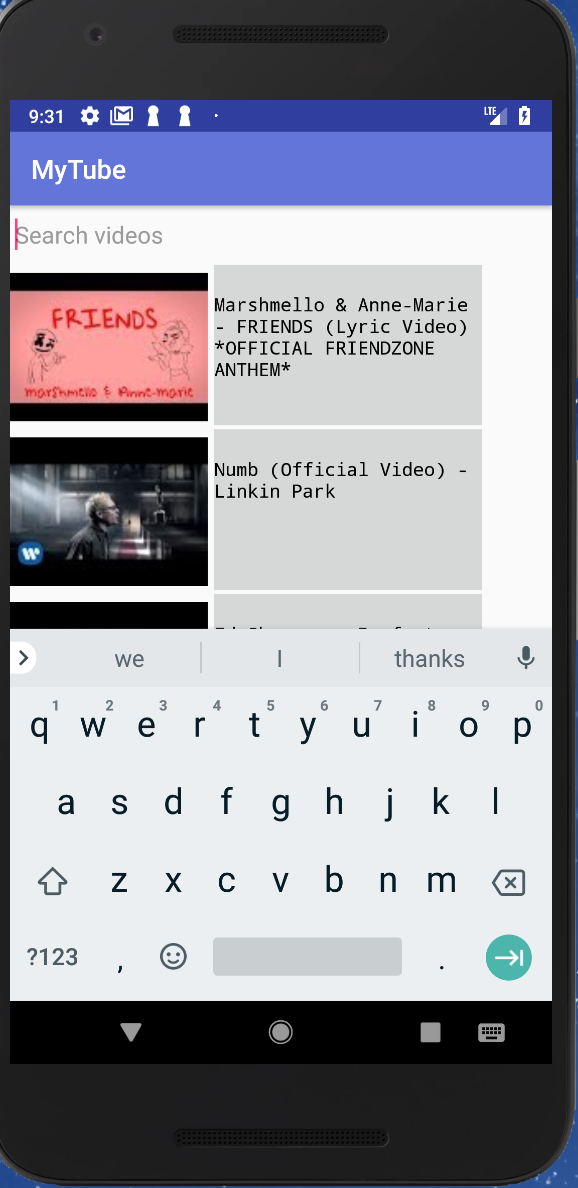 9:31
LTE
MyTube
Search videos
FRIENDS
marshmello & Anne-marie
Marshmello & Anne-Marie
- FRIENDS (Lyric Video)
*OFFICIAL FRIENDZONE
ANTHEM*
Numb (Official Video) -
Linkin Park
we I thanks
1 2 3 4 5 6 7 8 9 0
q w e r t y u i o p
a s d f g h j k l
z x c v b n m
?123 , .